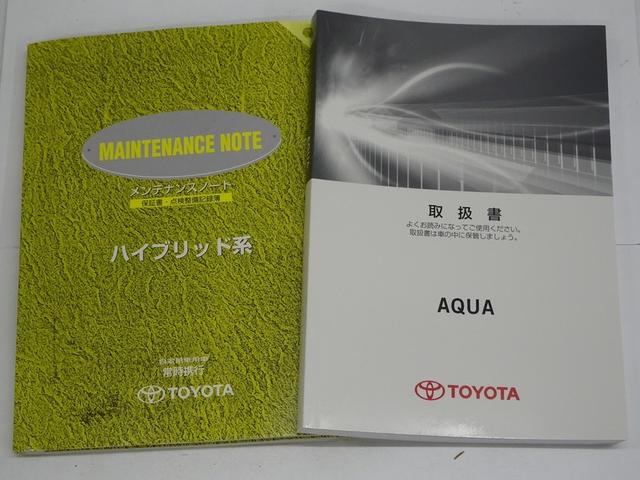 MAINTENANCE NOTE
メンテナンスノート
保証書・点検整備記録簿
ハイブリッド系
自家用乗用車
常時携行
TOYOTA
取扱書
よくお読みになってご使用ください。
取扱書は車の中に保管しましょう。
AQUA
TOYOTA